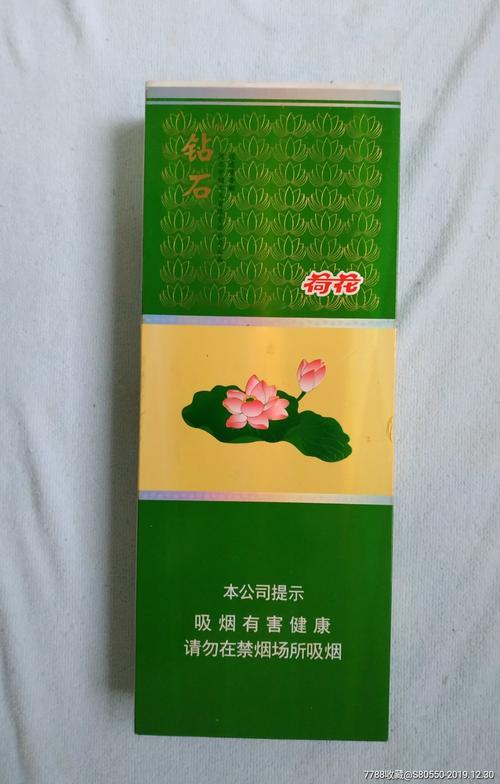 钻石
荷花
本公司提示
吸烟有害健康
请勿在禁烟场所吸烟
7788收藏@S80550-2019.12.30